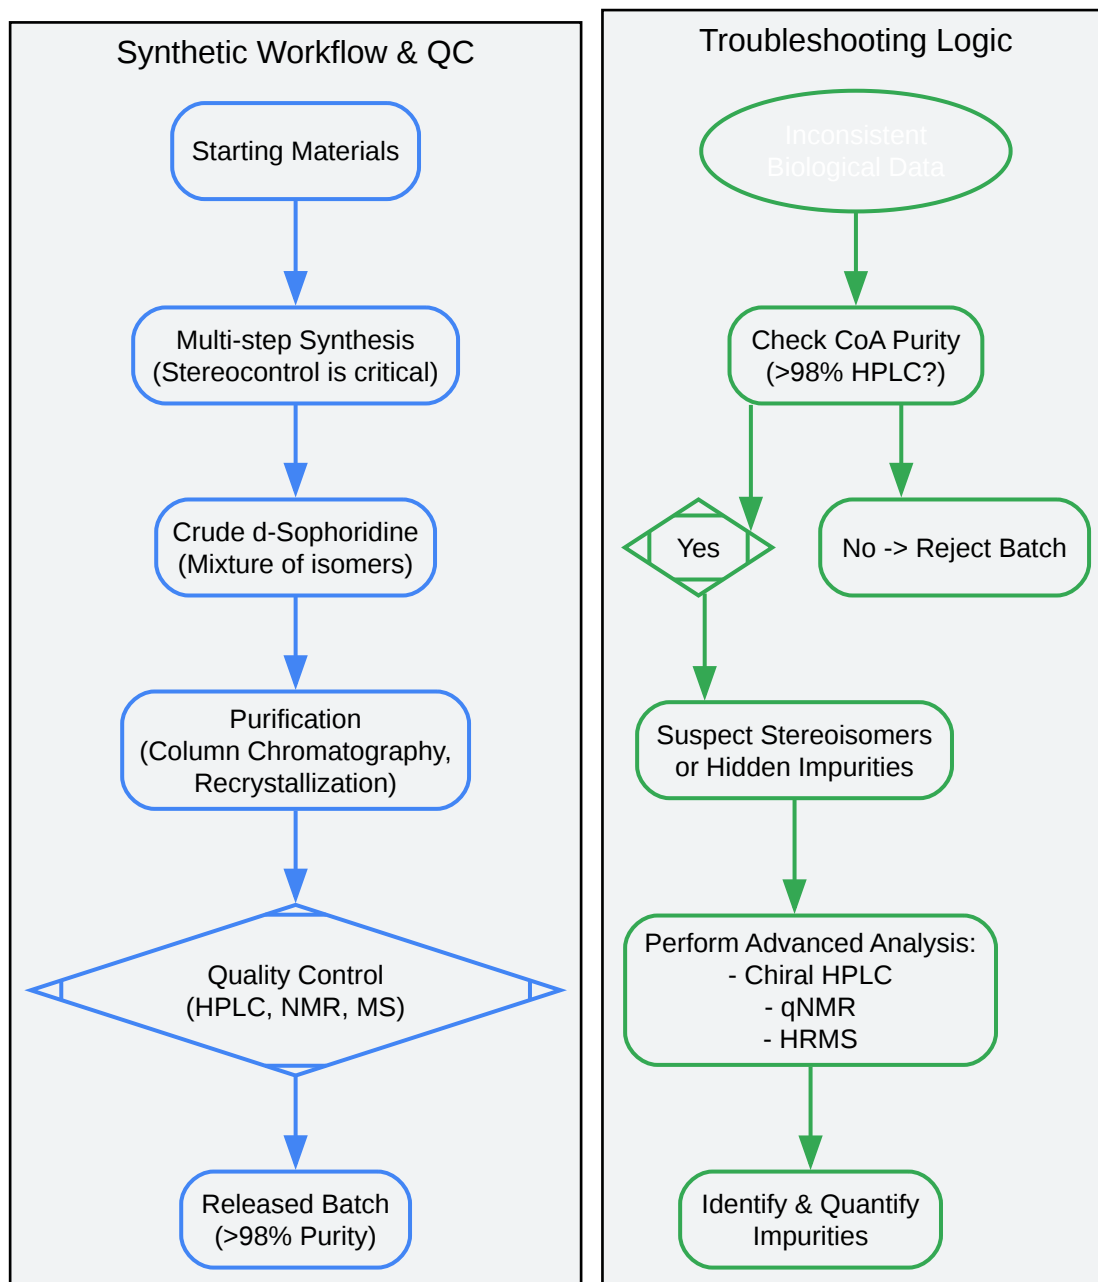 Synthetic Workflow & QC
Starting Materials
Multi-step Synthesis
(Stereocontrol is critical)
Crude d-Sophoridine
(Mixture of isomers)
Purification
(Column Chromatography,
Recrystallization)
Quality Control
(HPLC, NMR, MS)
Released Batch
(>98% Purity)
Troubleshooting Logic
Inconsistent
Biological Data
Check CoA Purity
(>98% HPLC?)
Yes
No -> Reject Batch
Suspect Stereoisomers
or Hidden Impurities
Perform Advanced Analysis:
- Chiral HPLC
- qNMR
- HRMS
Identify & Quantify
Impurities